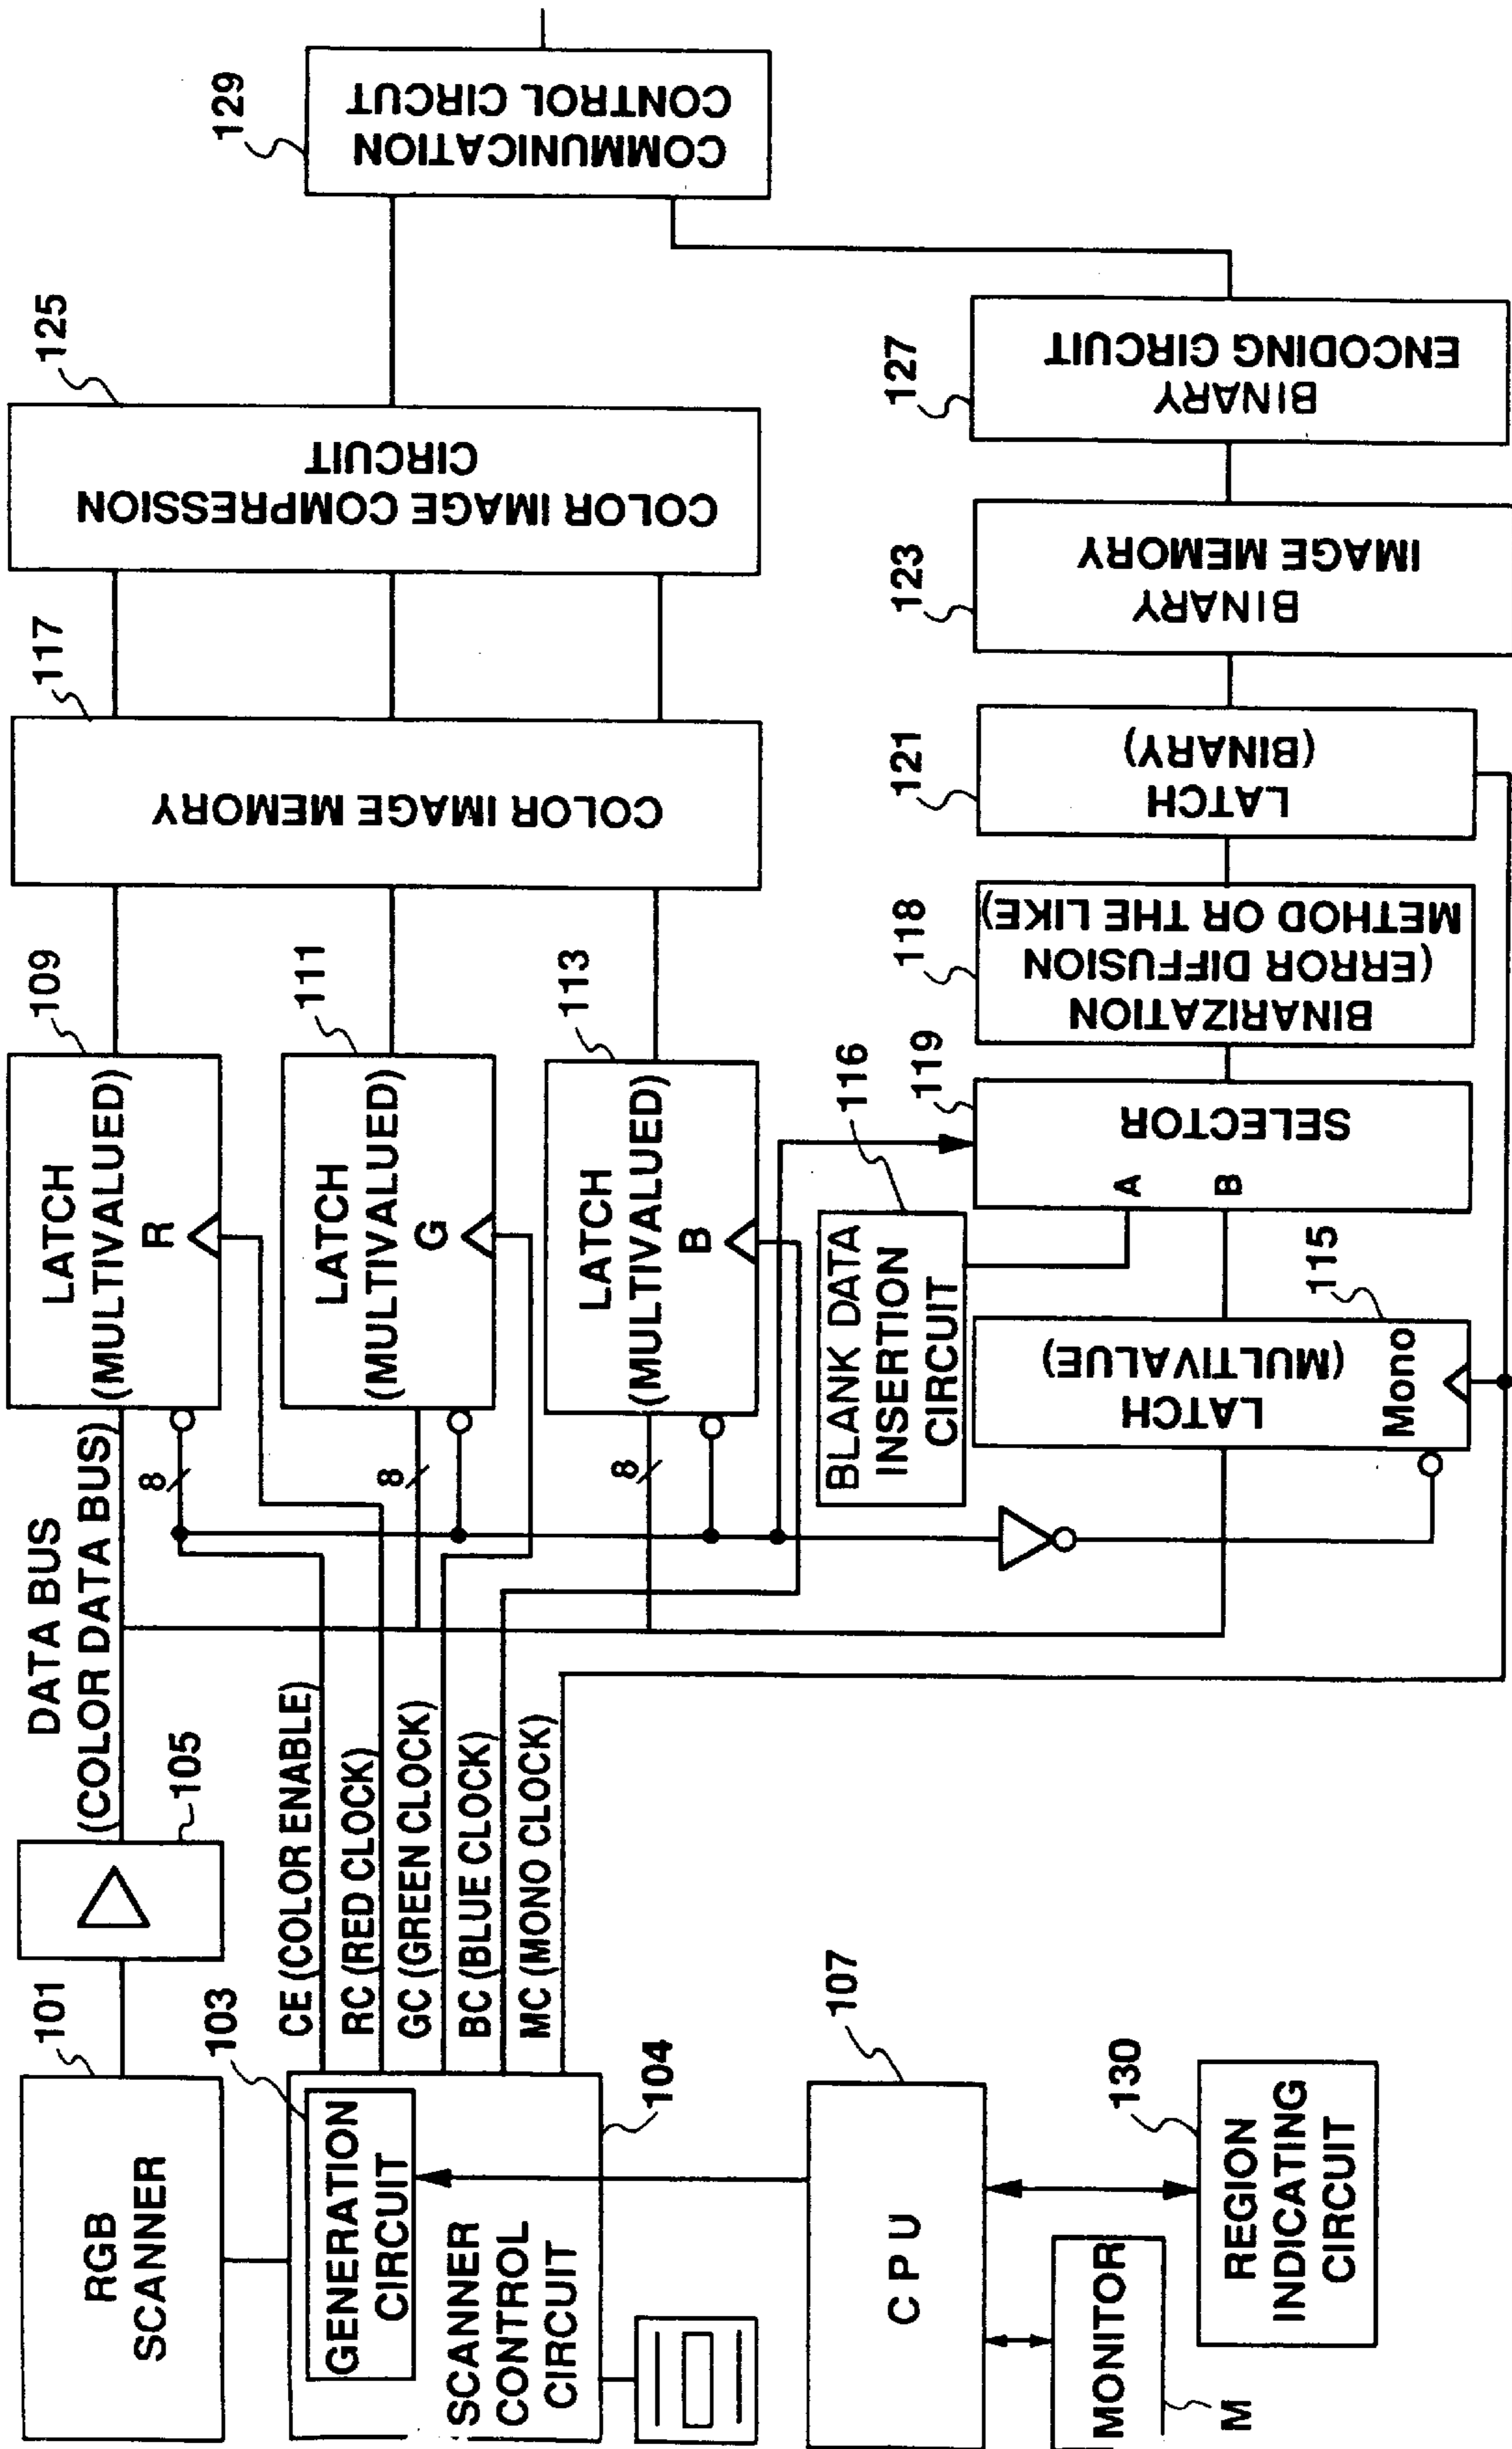 101
RGB
SCANNER
103
GENERATION
CIRCUIT
SCANNER
CONTROL
CIRCUIT
104
105
DATA BUS
(COLOR DATA BUS)
CE (COLOR ENABLE)
RC (RED CLOCK)
GC (GREEN CLOCK)
BC (BLUE CLOCK)
MC (MONO CLOCK)
107
CPU
MONITOR
M
130
REGION
INDICATING
CIRCUIT
8
8
8
109
LATCH
(MULTIVALUED)
R
111
LATCH
(MULTIVALUED)
G
113
LATCH
(MULTIVALUED)
B
116
BLANK DATA
INSERTION
CIRCUIT
115
LATCH
(MULTIVALUE)
Mono
119
SELECTOR
A
B
118
BINARIZATION
(ERROR DIFFUSION
METHOD OR THE LIKE)
121
LATCH
(BINARY)
117
COLOR IMAGE MEMORY
123
BINARY
IMAGE MEMORY
125
COLOR IMAGE COMPRESSION
CIRCUIT
127
BINARY
ENCODING CIRCUIT
129
COMMUNICATION
CONTROL CIRCUT